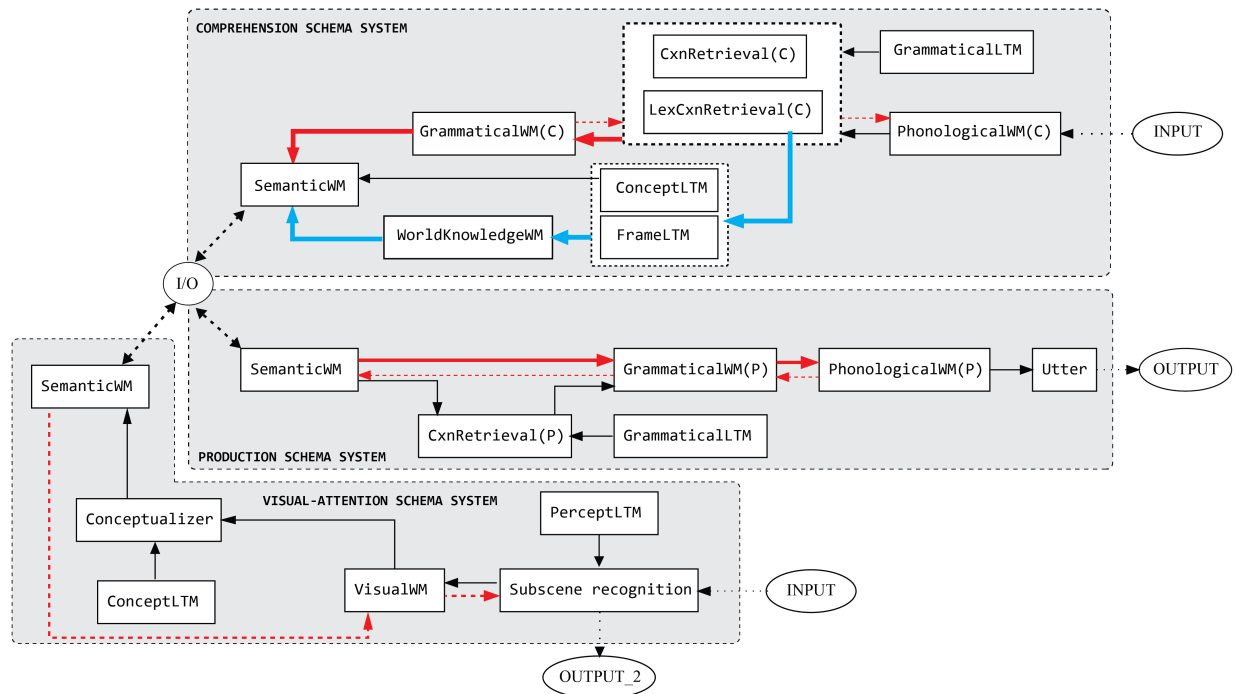 COMPREHENSION SCHEMA SYSTEM
CxnRetrieval(C)
GrammaticalLTM
LexCxnRetrieval(C)
GrammaticalWM(C)
PhonologicalWM(C)
INPUT
SemanticWM
ConceptLTM
WorldKnowledgeWM
FrameLTM
I/O
SemanticWM
GrammaticalWM(P)
PhonologicalWM(P)
Utter
OUTPUT
CxnRetrieval(P)
GrammaticalLTM
PRODUCTION SCHEMA SYSTEM
SemanticWM
VISUAL-ATTENTION SCHEMA SYSTEM
Conceptualizer
PerceptLTM
ConceptLTM
VisualWM
Subscene recognition
INPUT
OUTPUT_2